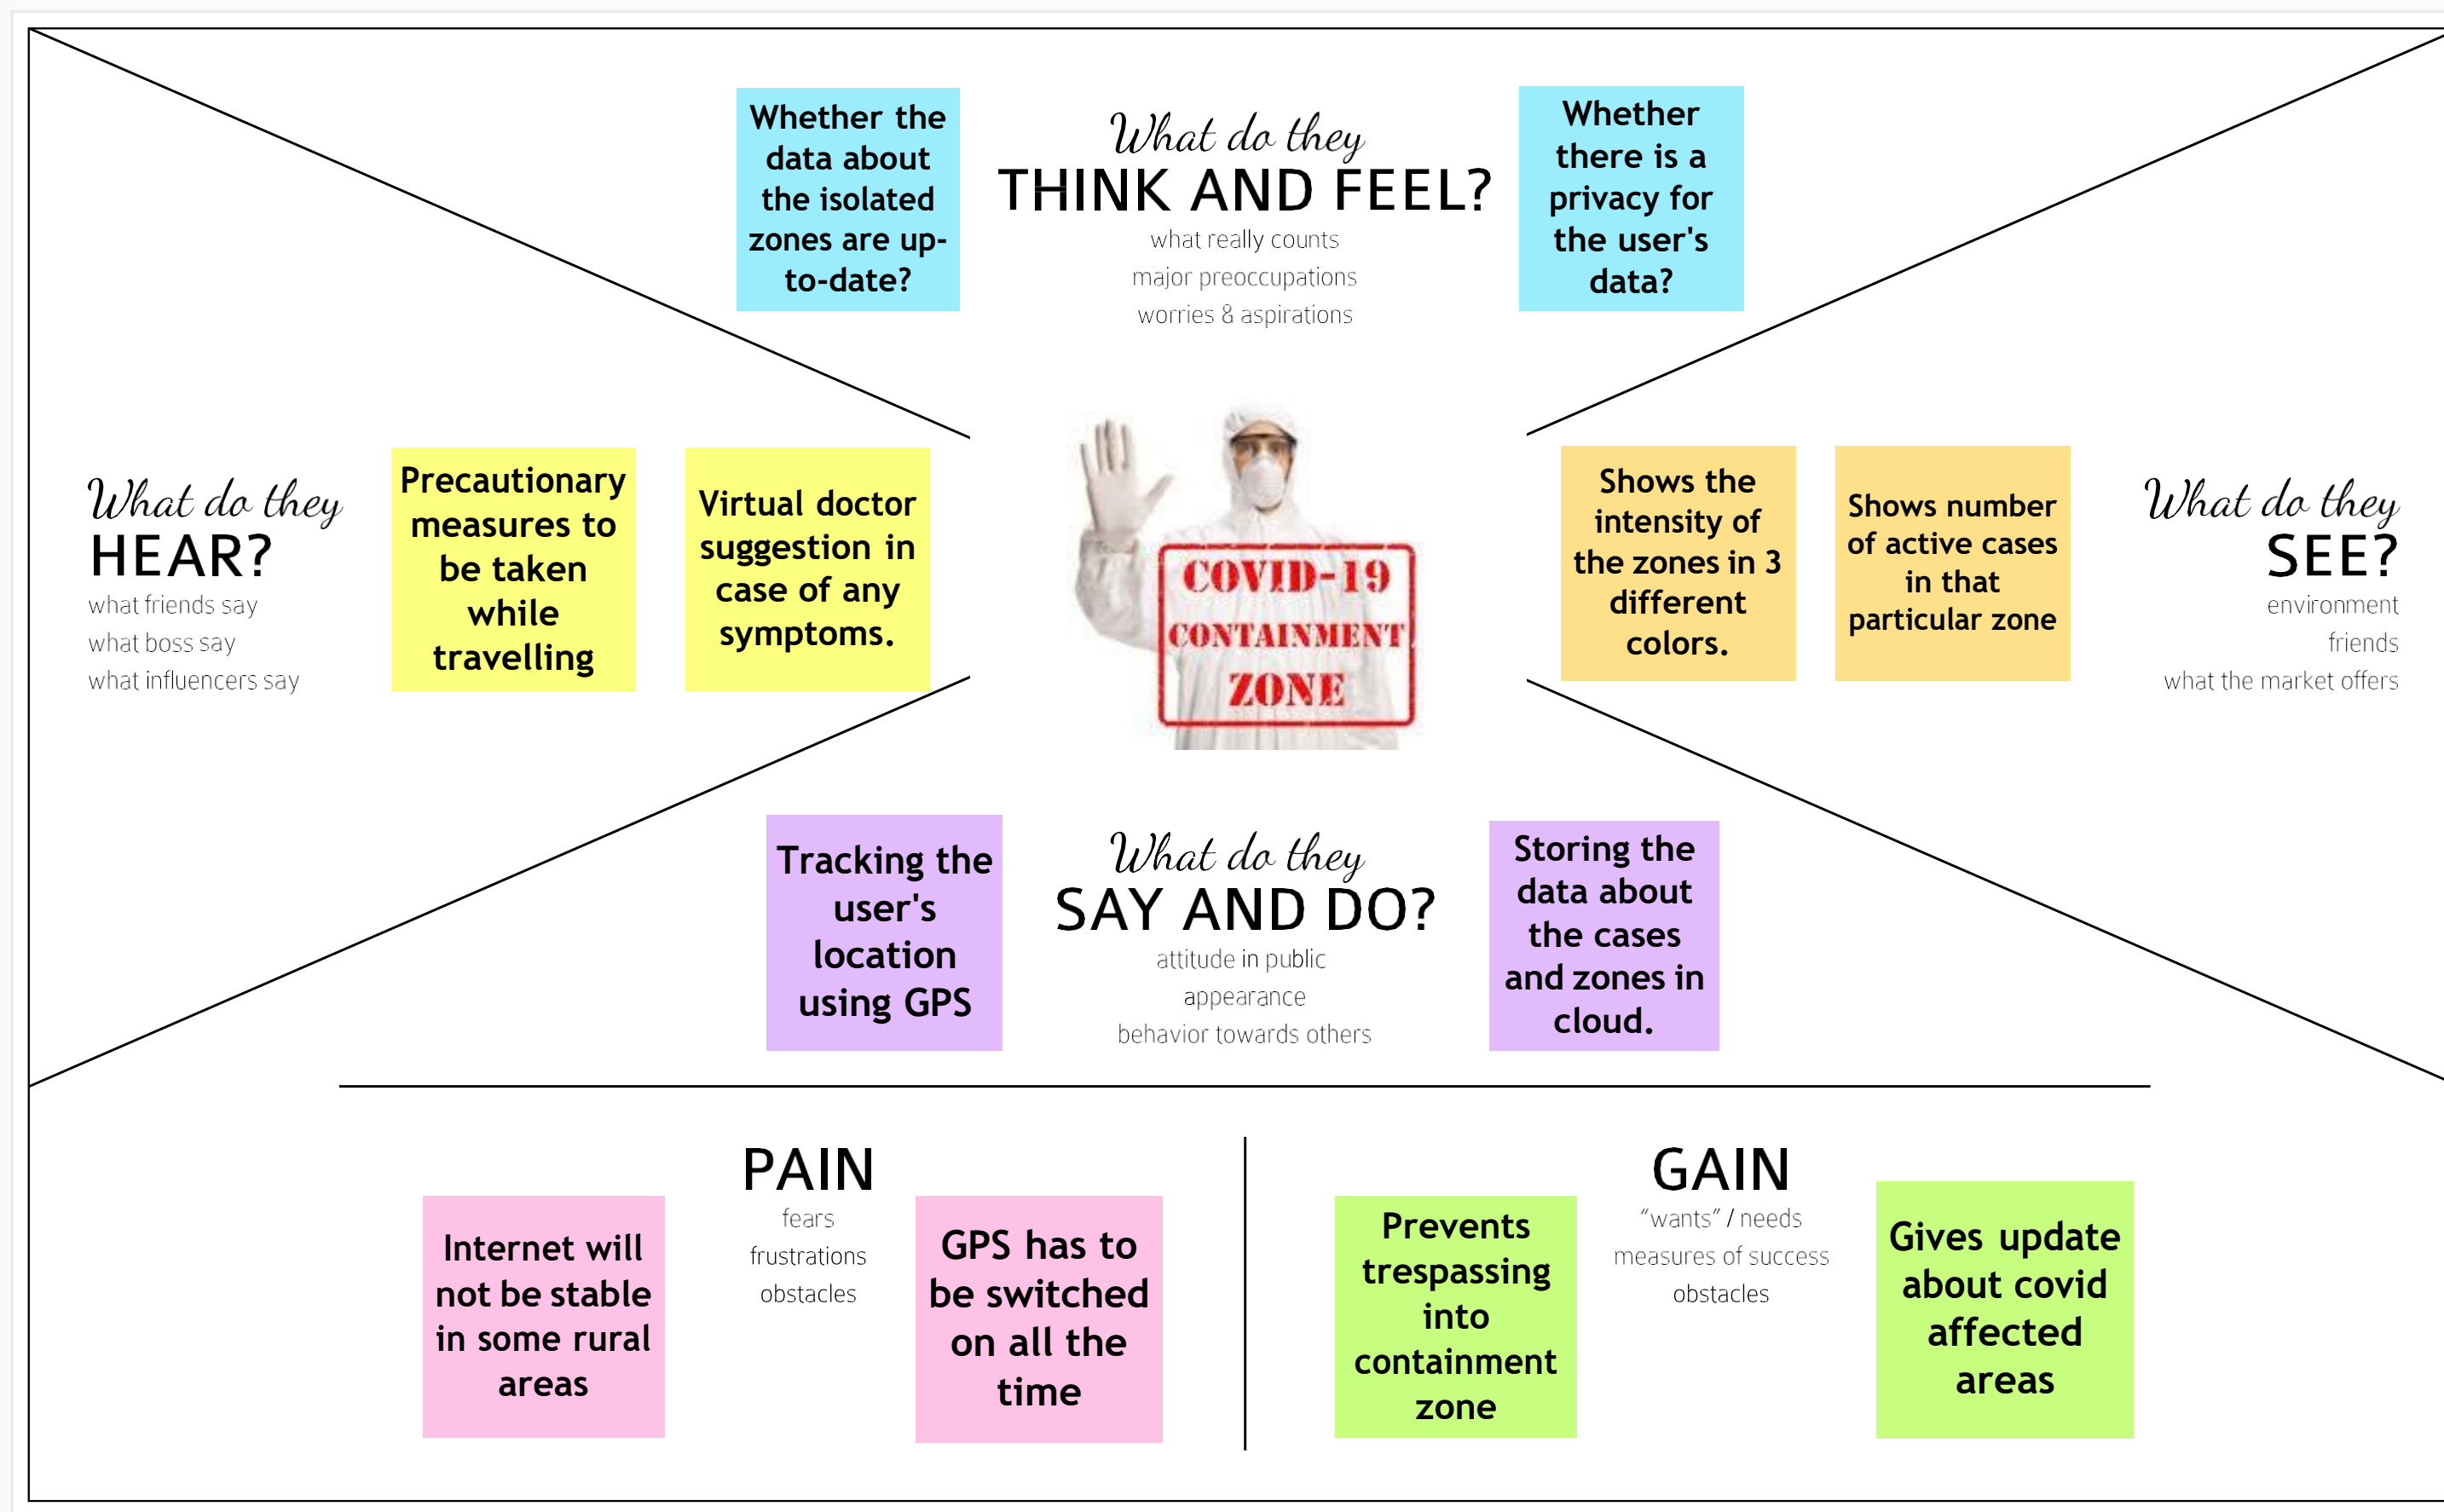 Whether the
data about
the isolated
zones are up-
to-date?
What do they
THINK AND FEEL?
what really counts
major preoccupations
worries & aspirations
Whether
there is a
privacy for
the user's
data?
What do they
HEAR?
what friends say
what boss say
what influencers say
Precautionary
measures to
be taken
while
travelling
Virtual doctor
suggestion in
case of any
symptoms.
COVID-19
CONTAINMENT
ZONE
Shows the
intensity of
the zones in 3
different
colors.
Shows number
of active cases
in that
particular zone
What do they
SEE?
environment
friends
what the market offers
Tracking the
user's
location
using GPS
What do they
SAY AND DO?
attitude in public
appearance
behavior towards others
Storing the
data about
the cases
and zones in
cloud.
PAIN
fears
frustrations
obstacles
Internet will
not be stable
in some rural
areas
GPS has to
be switched
on all the
time
GAIN
“wants” / needs
measures of success
obstacles
Prevents
trespassing
into
containment
zone
Gives update
about covid
affected
areas